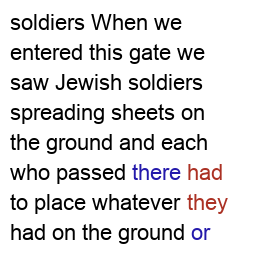 soldiers When we
entered this gate we
saw Jewish soldiers
spreading sheets on
the ground and each
who passed there had
to place whatever they
had on the ground or